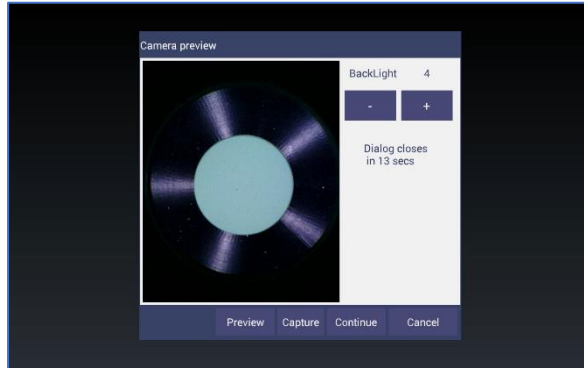 Camera preview
BackLight 4
- +
Dialog closes
in 13 secs
Preview Capture Continue Cancel